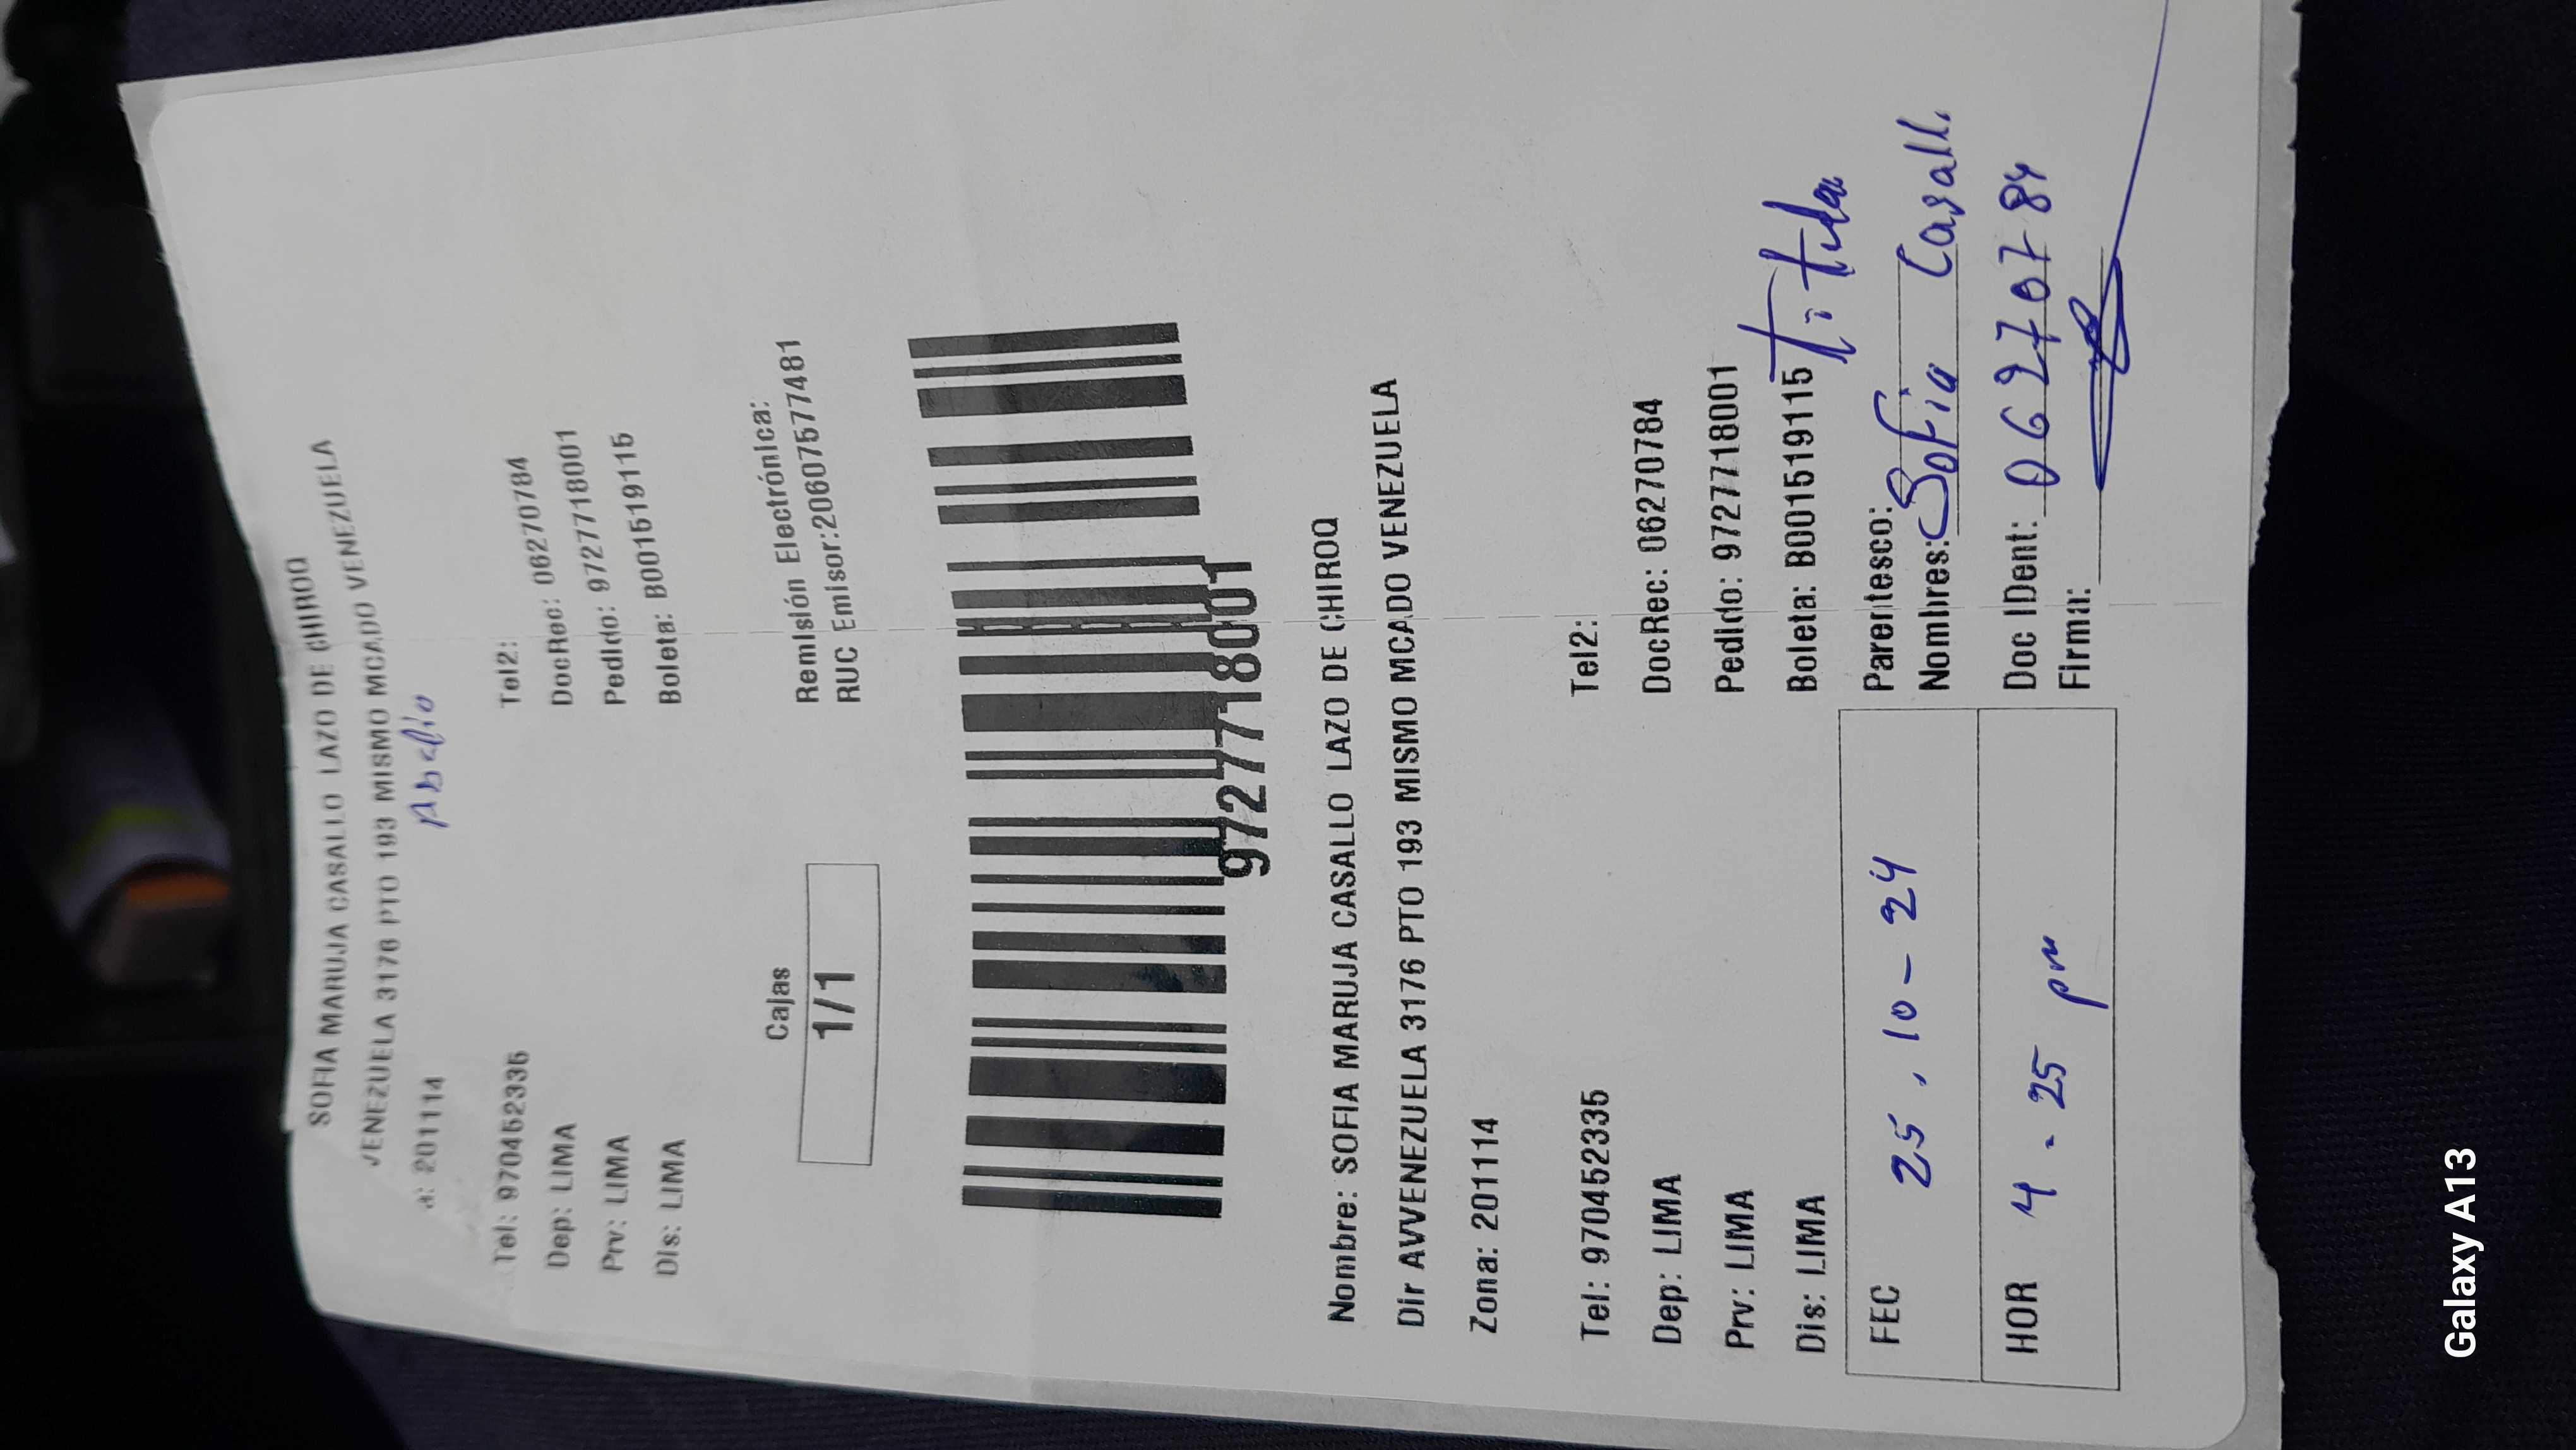 SOFIA MARUJA CASALLO LAZO DE CHIROQ
VENEZUELA 3176 PTO 193 MISMO MCADO VENEZUELA
a: 201114
Tel: 970452335 Tel2:
Dep: LIMA DocRec: 06270784
Prv: LIMA Pedido: 9727718001
Dis: LIMA Boleta: B001519115
Cajas
1/1
Remisión Electrónica:
RUC Emisor:20607577481
9727718001
Nombre: SOFIA MARUJA CASALLO LAZO DE CHIROQ
Dir AVVENEZUELA 3176 PTO 193 MISMO MCADO VENEZUELA
Zona: 201114
Tel: 970452335 Tel2:
Dep: LIMA DocRec: 06270784
Prv: LIMA Pedido: 9727718001
Dis: LIMA Boleta: B001519115
FEC 25.10-24
HOR 4.25 pm
Parentesco: Titular
Nombres: Sofia Casall.
Doc IDent: 06270784
Firma:
Galaxy A13